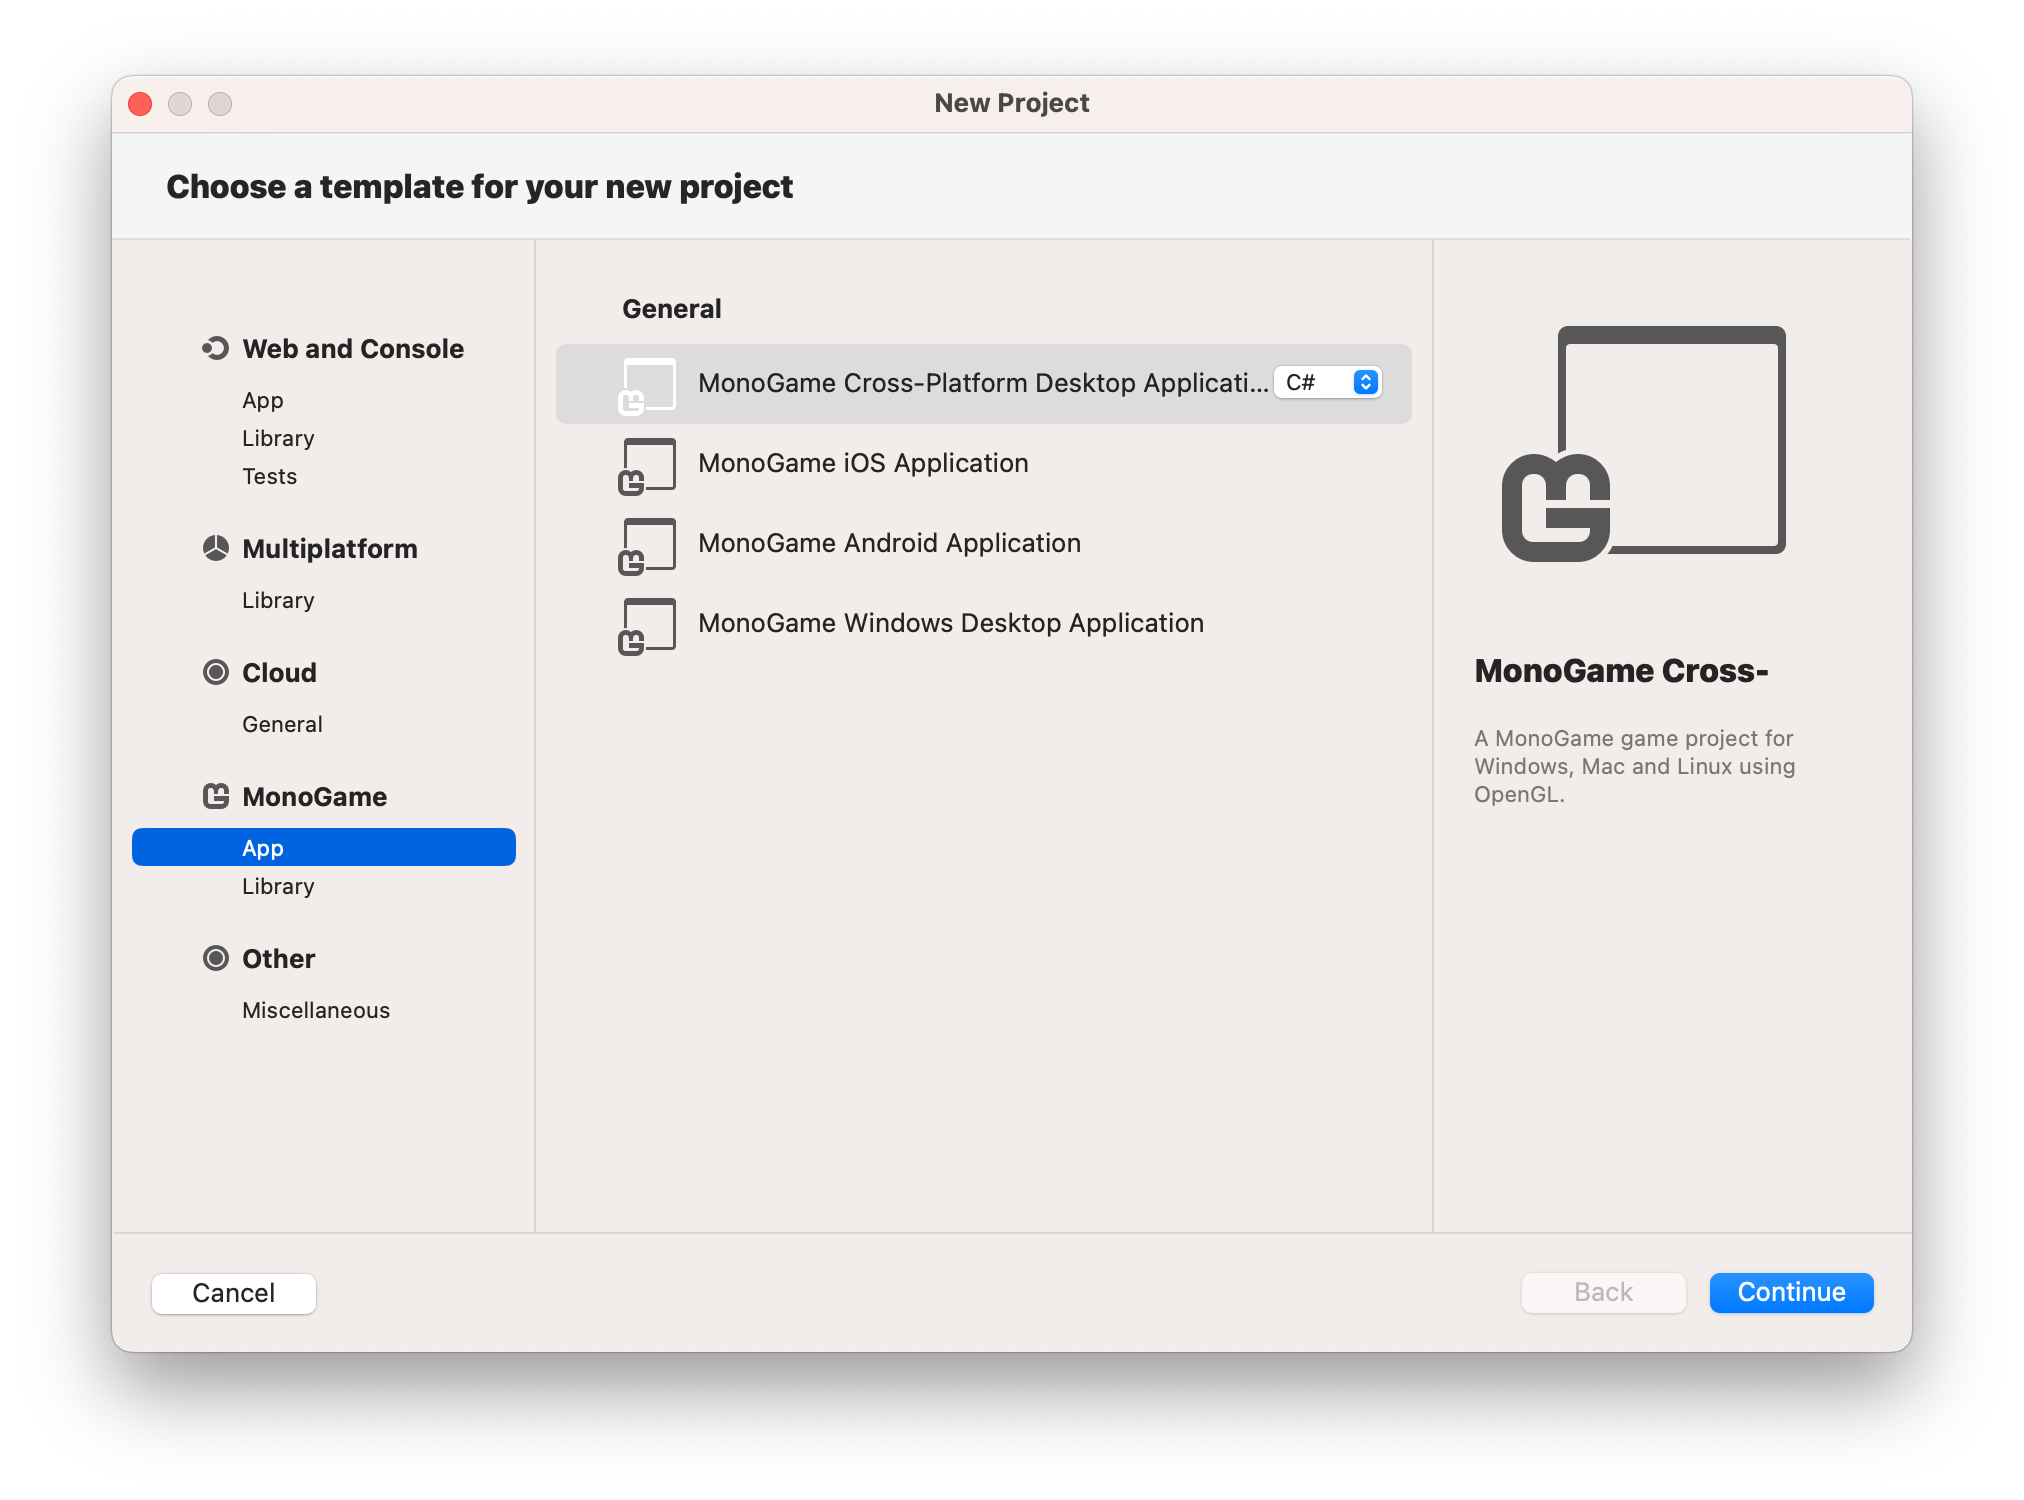 New Project
Choose a template for your new project
Web and Console
App
Library
Tests
Multiplatform
Library
Cloud
General
MonoGame
App
Library
Other
Miscellaneous
General
MonoGame Cross-Platform Desktop Applicati... C#
MonoGame iOS Application
MonoGame Android Application
MonoGame Windows Desktop Application
MonoGame Cross-
A MonoGame game project for
Windows, Mac and Linux using
OpenGL.
Cancel
Back
Continue